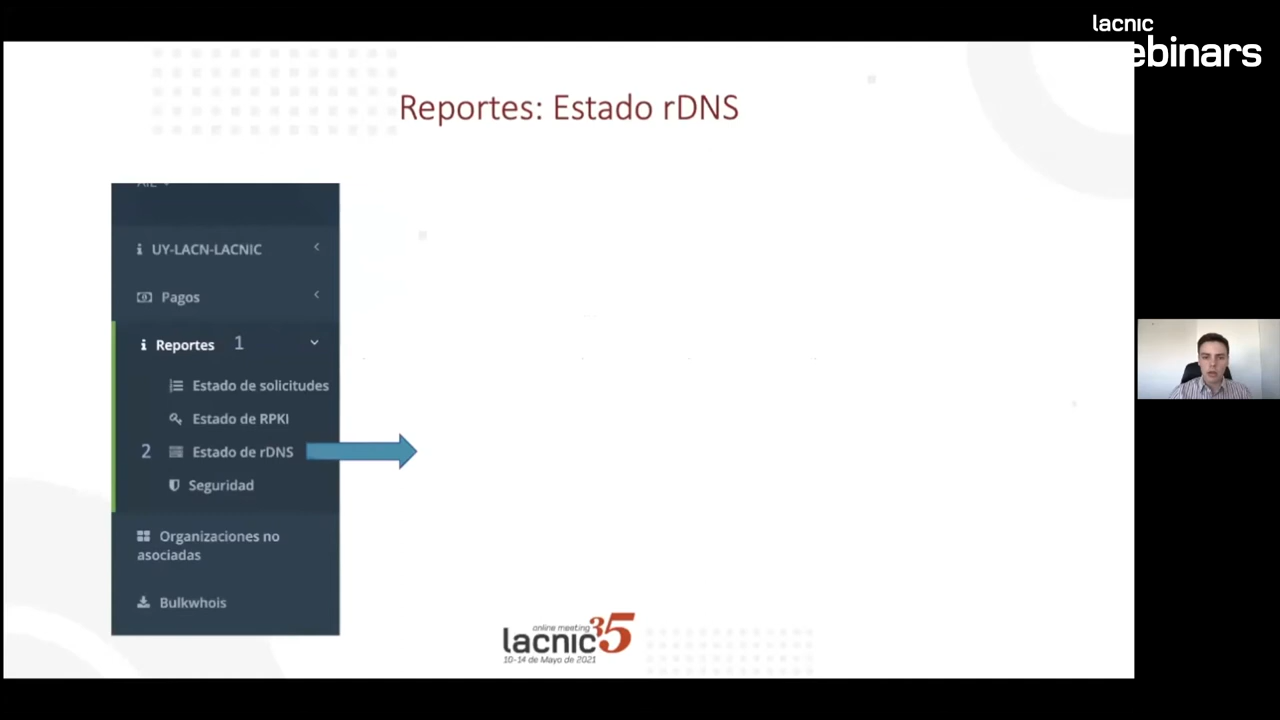 lacnic
ebinars
Reportes: Estado rDNS
UY-LACN-LACNIC
Pagos
Reportes 1
Estado de solicitudes
Estado de RPKI
2 Estado de rDNS
Seguridad
Organizaciones no
asociadas
Bulkwhois
online meeting
lacnic 35
10-14 de Mayo de 2021